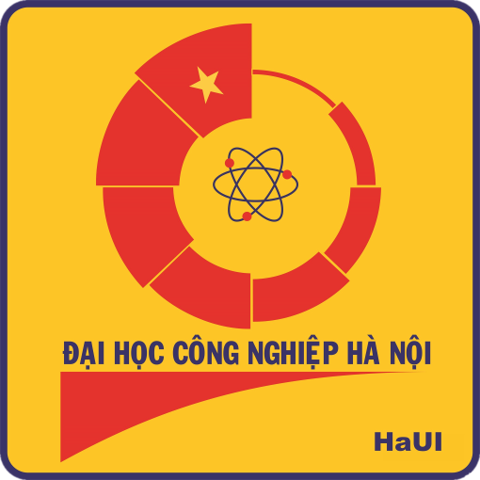 ĐẠI HỌC CÔNG NGHIỆP HÀ NỘI
HaUI